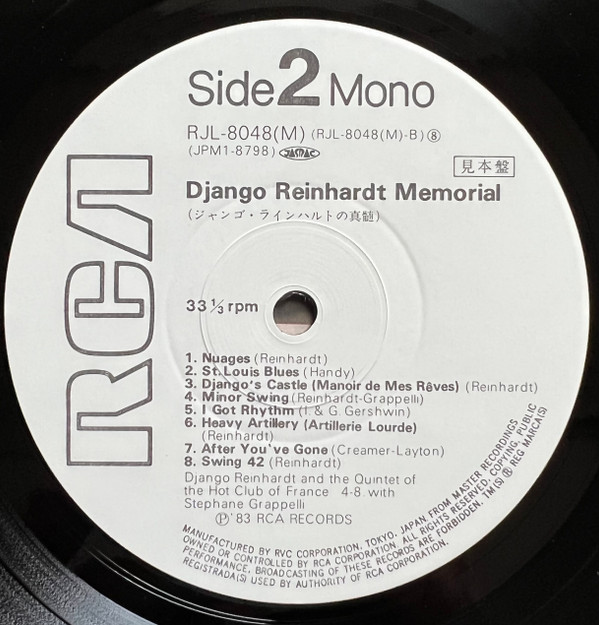 Side 2 Mono
RJL-8048(M) (RJL-8048(M)-B) ⑧
(JPM1-8798) JASRAC
見本盤
Django Reinhardt Memorial
(ジャンゴ・ラインハルトの真髄)
RCA
33 1/3 rpm
1. Nuages (Reinhardt)
2. St. Louis Blues (Handy)
3. Django's Castle (Manoir de Mes Rêves) (Reinhardt)
4. Minor Swing (Reinhardt-Grappelli)
5. I Got Rhythm (I. & G. Gershwin)
6. Heavy Artillery (Artillerie Lourde)
(Reinhardt)
7. After You've Gone (Creamer-Layton)
8. Swing 42 (Reinhardt)
Django Reinhardt and the Quintet of
the Hot Club of France 4-8 with
Stephane Grappelli
Ⓟ'83 RCA RECORDS
MANUFACTURED BY RVC CORPORATION, TOKYO, JAPAN FROM MASTER RECORDINGS
OWNED OR CONTROLLED BY RCA CORPORATION. ALL RIGHTS RESERVED. COPYING, PUBLIC
PERFORMANCE, BROADCASTING OF THESE RECORDS ARE FORBIDDEN. TM(S) ® REG MARCA(S)
REGISTRADA(S) USED BY AUTHORITY OF RCA CORPORATION.